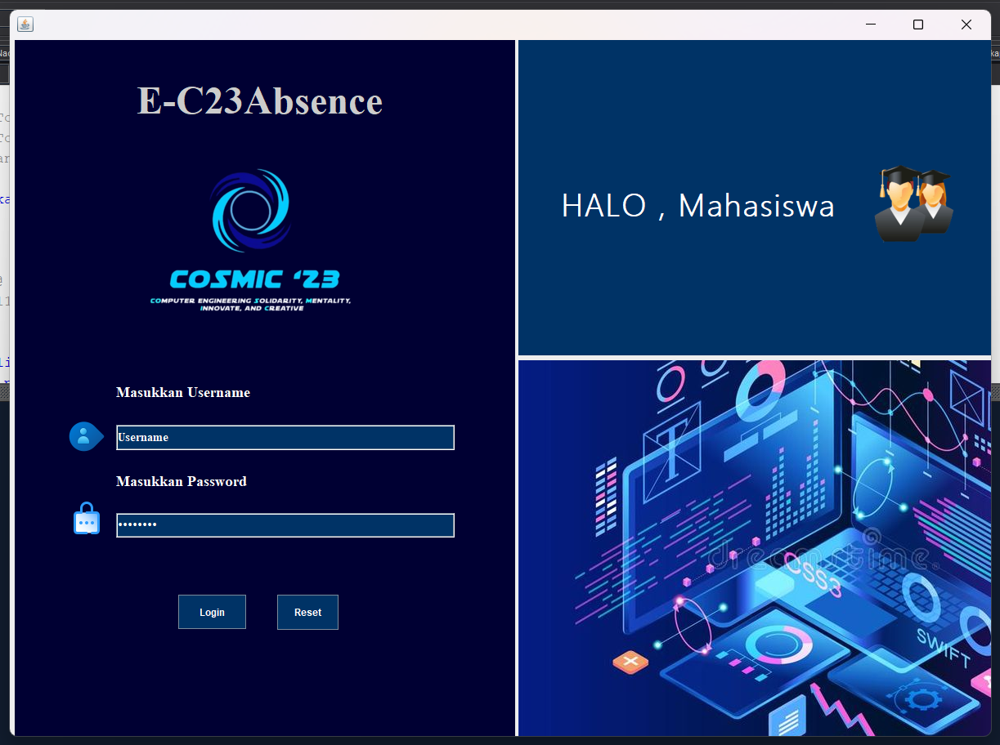 E-C23Absence
COSMIC ‘23
COMPUTER ENGINEERING SOLIDARITY, MENTALITY,
INNOVATE, AND CREATIVE
Masukkan Username
Username
Masukkan Password
••••••••
Login
Reset
HALO , Mahasiswa
T
dreamstime.
CSS3
SWIFT